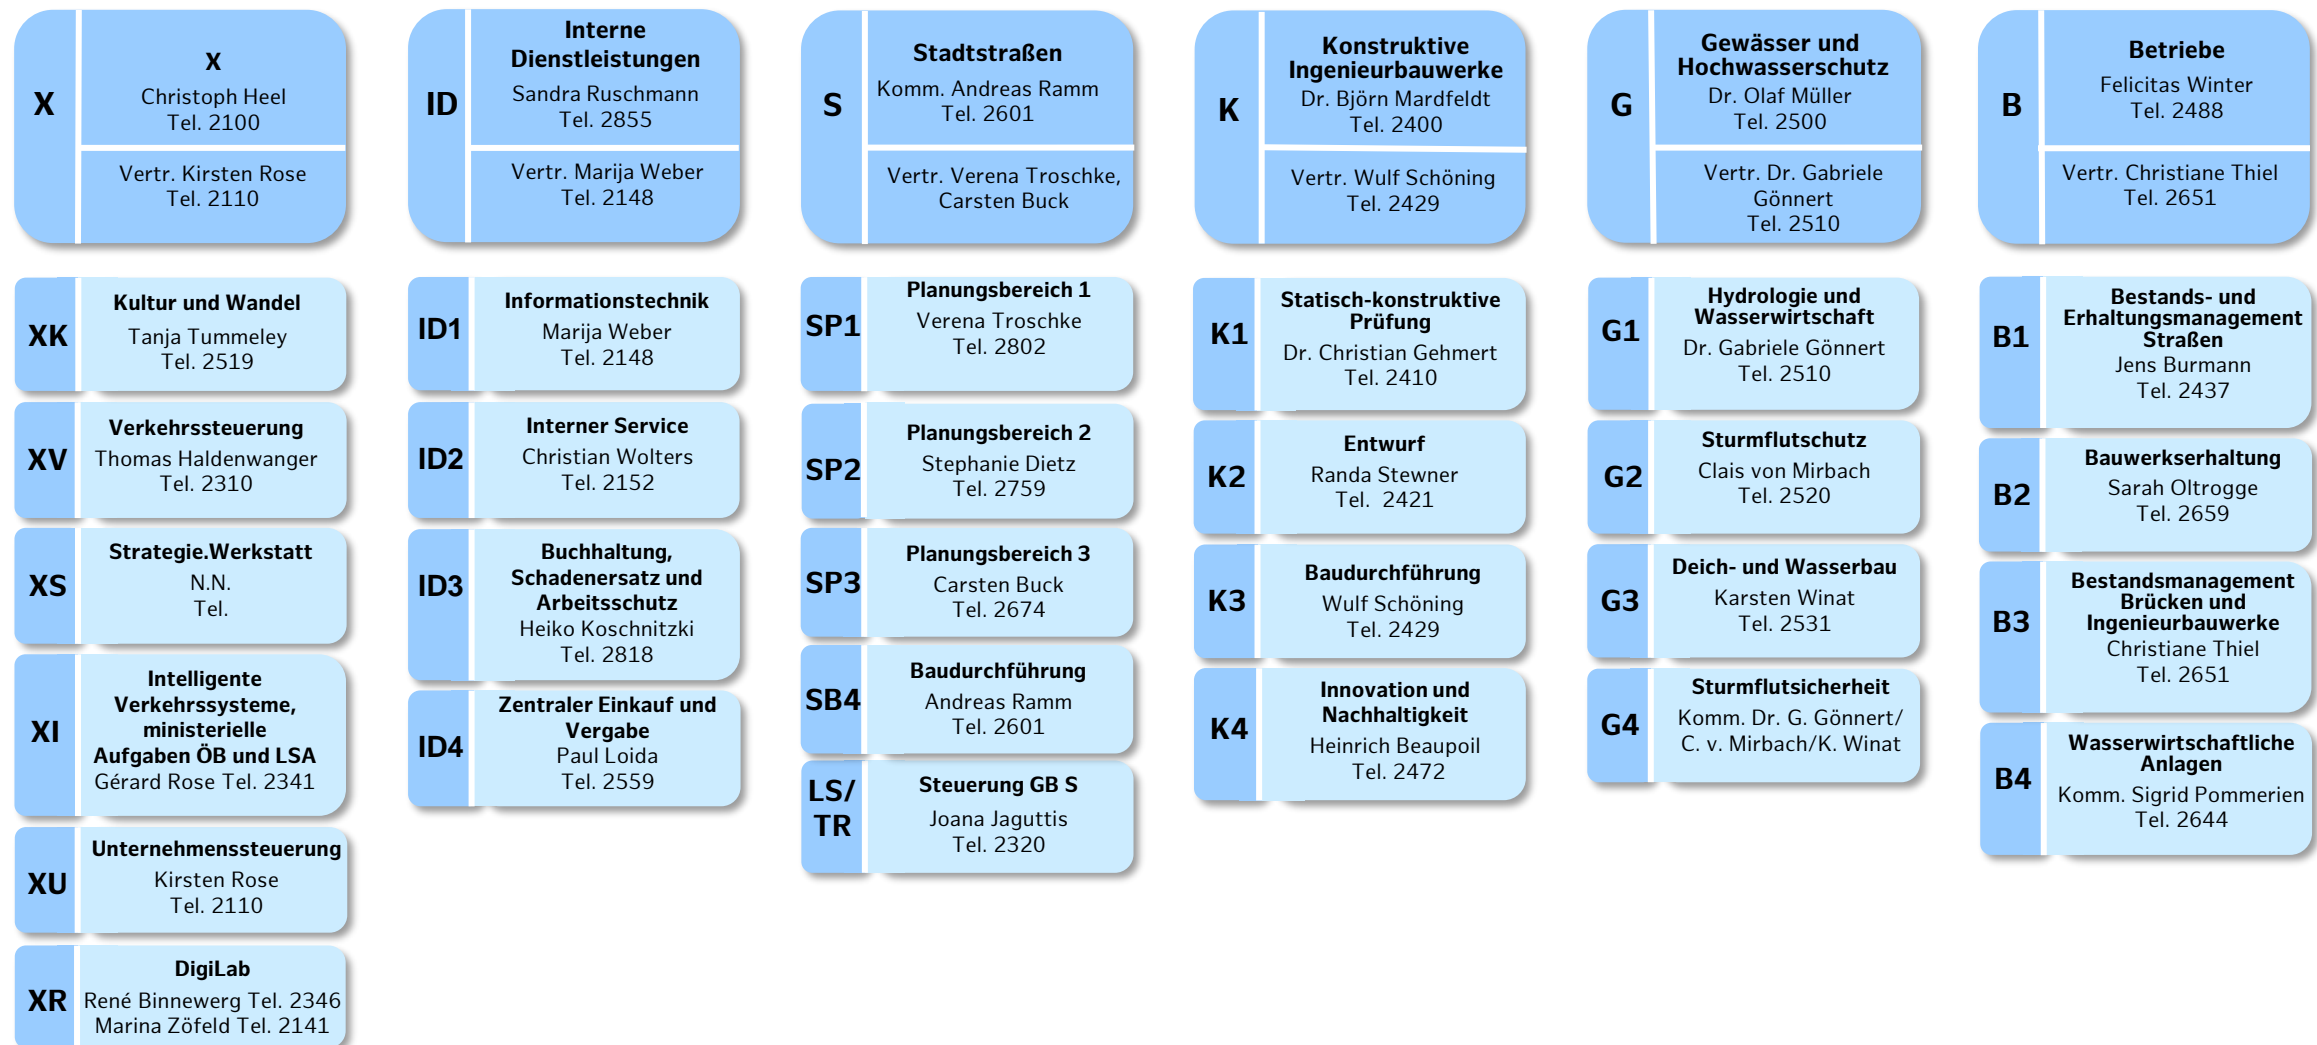 X
X
Christoph Heel
Tel. 2100
Vertr. Kirsten Rose
Tel. 2110
XK
Kultur und Wandel
Tanja Tummeley
Tel. 2519
XV
Verkehrssteuerung
Thomas Haldenwanger
Tel. 2310
XS
Strategie.Werkstatt
N.N.
Tel.
XI
Intelligente
Verkehrssysteme,
ministerielle
Aufgaben ÖB und LSA
Gérard Rose Tel. 2341
XU
Unternehmenssteuerung
Kirsten Rose
Tel. 2110
XR
DigiLab
René Binnewerg Tel. 2346
Marina Zöfeld Tel. 2141
ID
Interne
Dienstleistungen
Sandra Ruschmann
Tel. 2855
Vertr. Marija Weber
Tel. 2148
ID1
Informationstechnik
Marija Weber
Tel. 2148
ID2
Interner Service
Christian Wolters
Tel. 2152
ID3
Buchhaltung,
Schadenersatz und
Arbeitsschutz
Heiko Koschnitzki
Tel. 2818
ID4
Zentraler Einkauf und
Vergabe
Paul Loida
Tel. 2559
S
Stadtstraßen
Komm. Andreas Ramm
Tel. 2601
Vertr. Verena Troschke,
Carsten Buck
SP1
Planungsbereich 1
Verena Troschke
Tel. 2802
SP2
Planungsbereich 2
Stephanie Dietz
Tel. 2759
SP3
Planungsbereich 3
Carsten Buck
Tel. 2674
SB4
Baudurchführung
Andreas Ramm
Tel. 2601
LS/
TR
Steuerung GB S
Joana Jaguttis
Tel. 2320
K
Konstruktive
Ingenieurbauwerke
Dr. Björn Mardfeldt
Tel. 2400
Vertr. Wulf Schöning
Tel. 2429
K1
Statisch-konstruktive
Prüfung
Dr. Christian Gehmert
Tel. 2410
K2
Entwurf
Randa Stewner
Tel. 2421
K3
Baudurchführung
Wulf Schöning
Tel. 2429
K4
Innovation und
Nachhaltigkeit
Heinrich Beaupoil
Tel. 2472
G
Gewässer und
Hochwasserschutz
Dr. Olaf Müller
Tel. 2500
Vertr. Dr. Gabriele
Gönnert
Tel. 2510
G1
Hydrologie und
Wasserwirtschaft
Dr. Gabriele Gönnert
Tel. 2510
G2
Sturmflutschutz
Clais von Mirbach
Tel. 2520
G3
Deich- und Wasserbau
Karsten Winat
Tel. 2531
G4
Sturmflutsicherheit
Komm. Dr. G. Gönnert/
C. v. Mirbach/K. Winat
B
Betriebe
Felicitas Winter
Tel. 2488
Vertr. Christiane Thiel
Tel. 2651
B1
Bestands- und
Erhaltungsmanagement
Straßen
Jens Burmann
Tel. 2437
B2
Bauwerkserhaltung
Sarah Oltrogge
Tel. 2659
B3
Bestandsmanagement
Brücken und
Ingenieurbauwerke
Christiane Thiel
Tel. 2651
B4
Wasserwirtschaftliche
Anlagen
Komm. Sigrid Pommerien
Tel. 2644